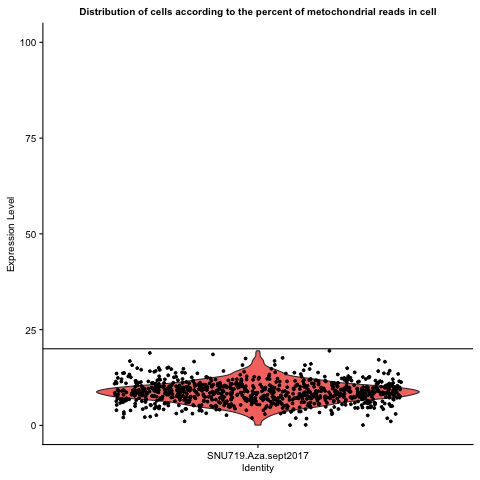 Distribution of cells according to the percent of metochondrial reads in cell
100
75
50
25
0
Expression Level
SNU719.Aza.sept2017
Identity